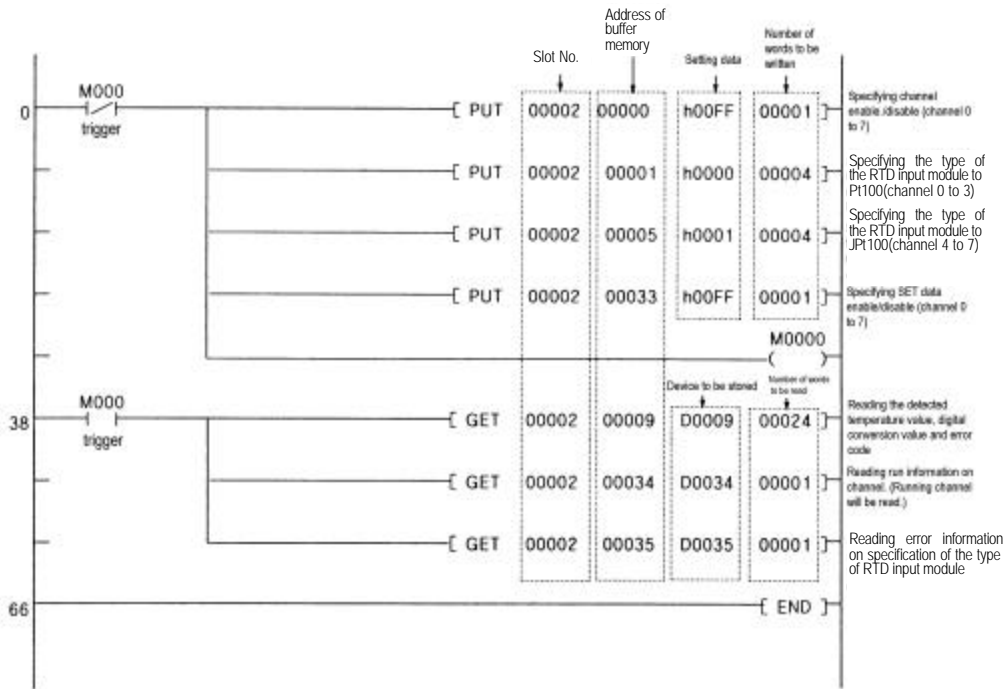 Address of
buffer
memory
Slot No.
Setting data
Number of
words to be
written
M000
0
trigger
[ PUT 00002 00000 h00FF 00001 ]
Specifying channel
enable/disable (channel 0
to 7)
[ PUT 00002 00001 h0000 00004 ]
Specifying the type of
the RTD input module to
Pt100(channel 0 to 3)
[ PUT 00002 00005 h0001 00004 ]
Specifying the type of
the RTD input module to
JPt100(channel 4 to 7)
[ PUT 00002 00033 h00FF 00001 ]
Specifying SET data
enable/disable (channel 0
to 7)
M0000
( )
Device to be stored
Number of words
to be read
M000
38
trigger
[ GET 00002 00009 D0009 00024 ]
Reading the detected
temperature value, digital
conversion value and error
code
[ GET 00002 00034 D0034 00001 ]
Reading run information on
channel. (Running channel
will be read.)
[ GET 00002 00035 D0035 00001 ]
Reading error information
on specification of the type
of RTD input module
66
[ END ]